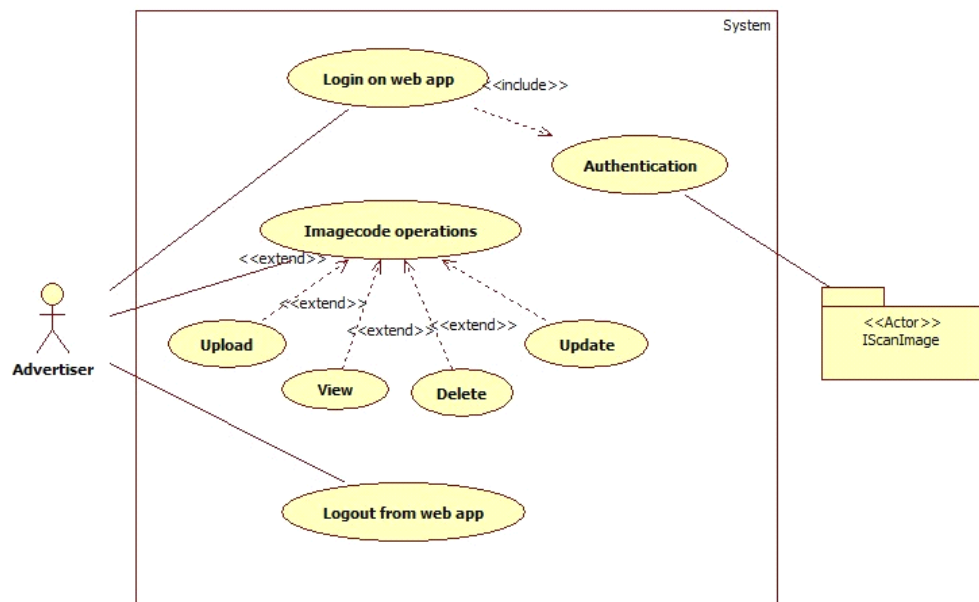 System
Login on web app
<<include>>
Authentication
Imagecode operations
<<extend>>
<<extend>>
<<extend>>
<<extend>>
Upload
Update
View
Delete
Advertiser
<<Actor>>
IScanImage
Logout from web app